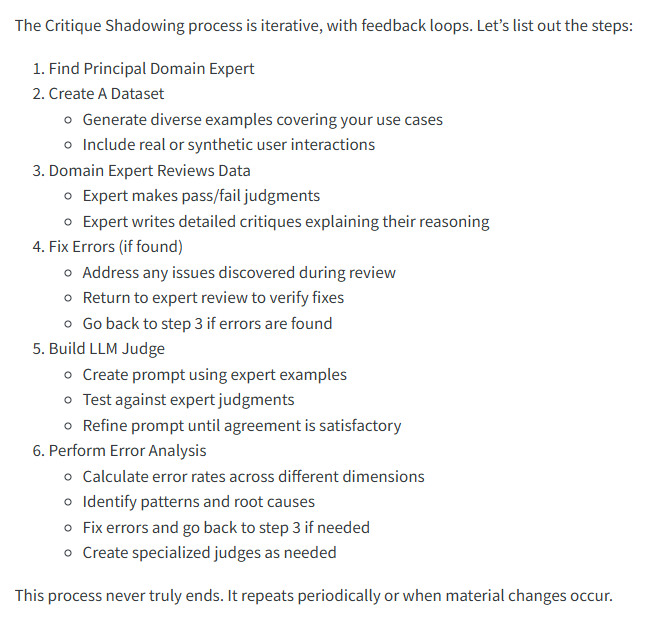 The Critique Shadowing process is iterative, with feedback loops. Let’s list out the steps:
1. Find Principal Domain Expert
2. Create A Dataset
○ Generate diverse examples covering your use cases
○ Include real or synthetic user interactions
3. Domain Expert Reviews Data
○ Expert makes pass/fail judgments
○ Expert writes detailed critiques explaining their reasoning
4. Fix Errors (if found)
○ Address any issues discovered during review
○ Return to expert review to verify fixes
○ Go back to step 3 if errors are found
5. Build LLM Judge
○ Create prompt using expert examples
○ Test against expert judgments
○ Refine prompt until agreement is satisfactory
6. Perform Error Analysis
○ Calculate error rates across different dimensions
○ Identify patterns and root causes
○ Fix errors and go back to step 3 if needed
○ Create specialized judges as needed
This process never truly ends. It repeats periodically or when material changes occur.